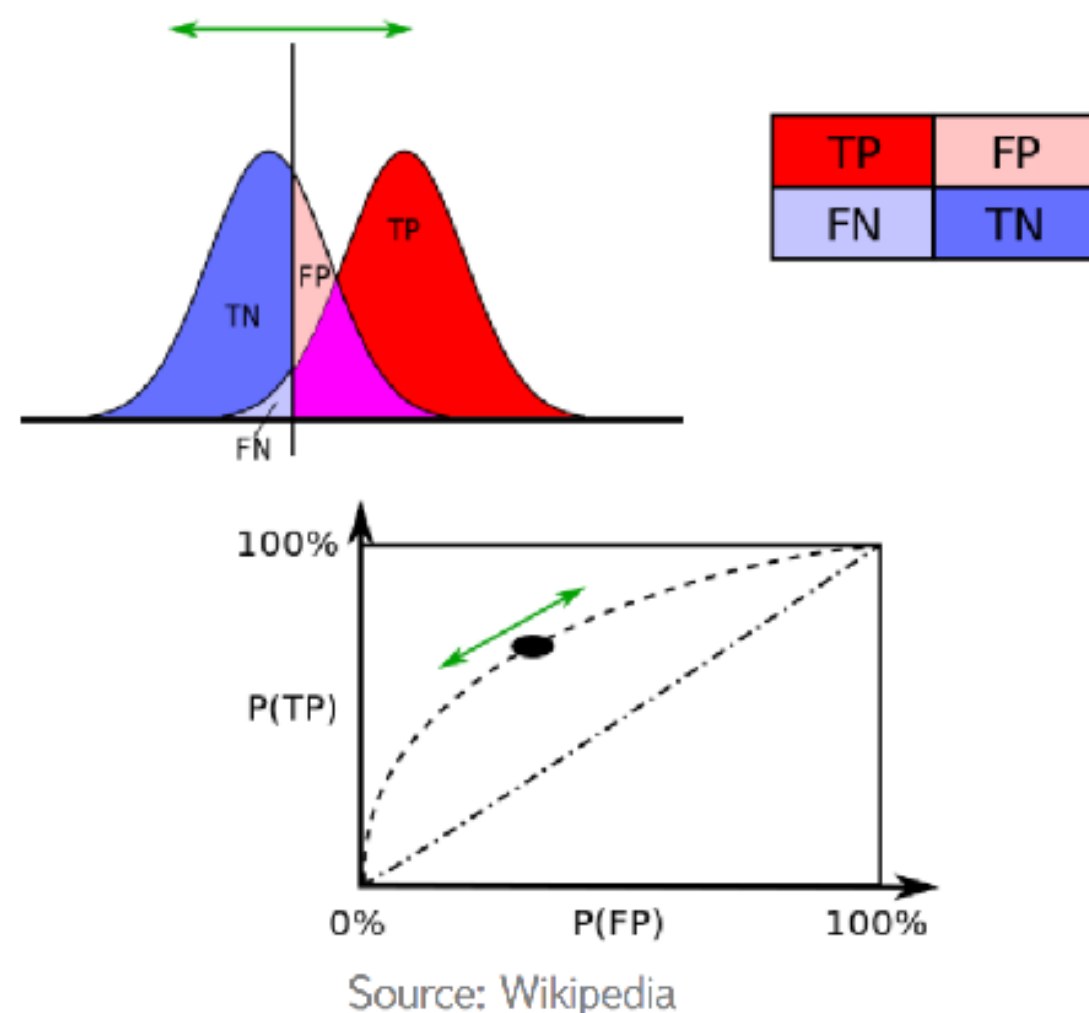 TP FP
FN TN
TP
FP
TN
FN
100%
P(TP)
0% P(FP) 100%
Source: Wikipedia